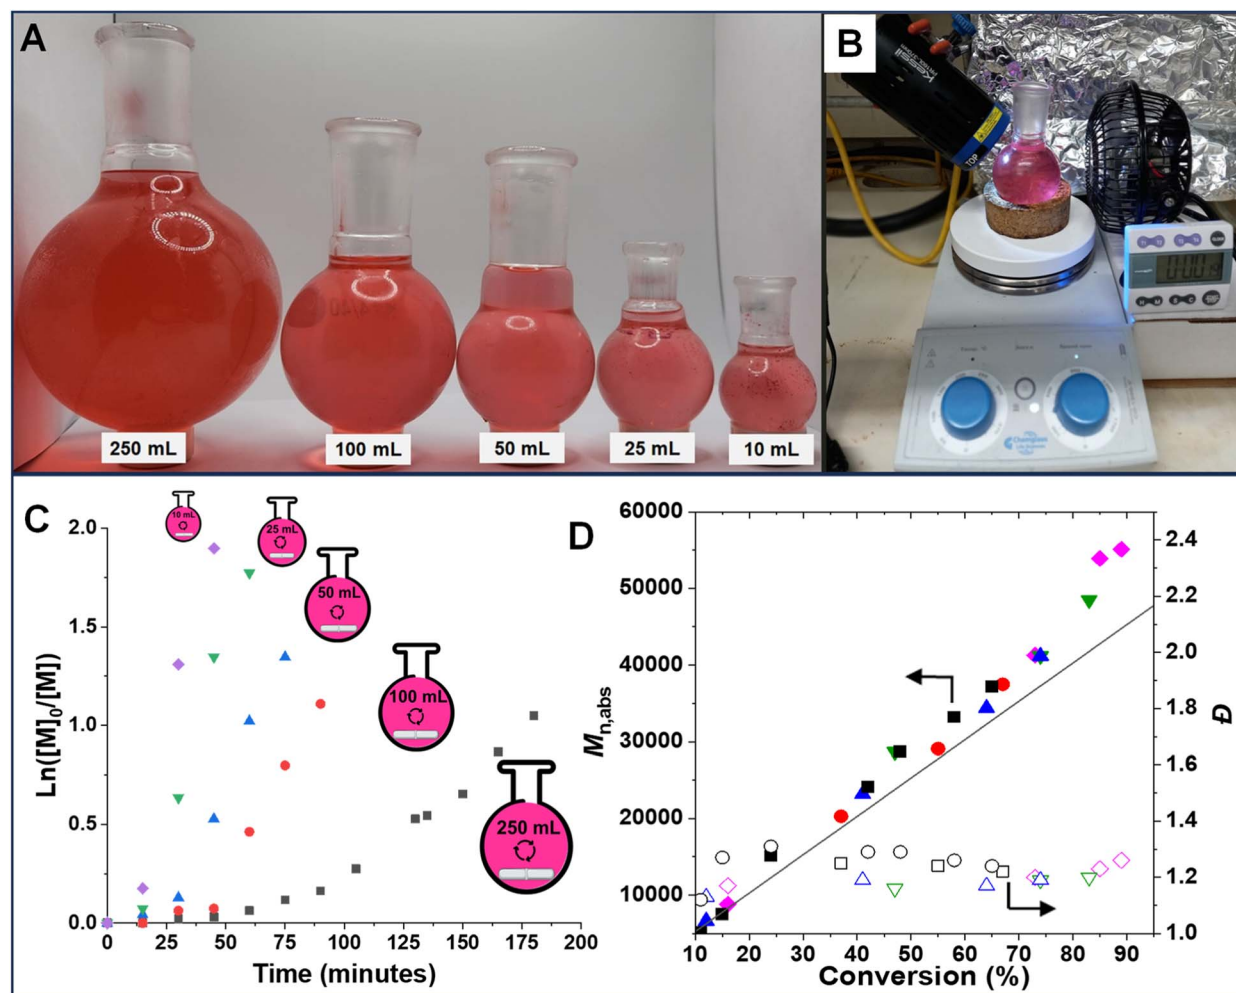 A
250 mL
100 mL
50 mL
25 mL
10 mL
B
KESSIL
TOP
Chemglass
C
10 mL
25 mL
50 mL
100 mL
250 mL
Ln([M]0/[M])
2.0
1.5
1.0
0.5
0.0
0 25 50 75 100 125 150 175 200
Time (minutes)
D
Mn,abs
60000
50000
40000
30000
20000
10000
10 20 30 40 50 60 70 80 90
Conversion (%)
2.4
2.2
2.0
1.8
1.6
1.4
1.2
1.0
Đ